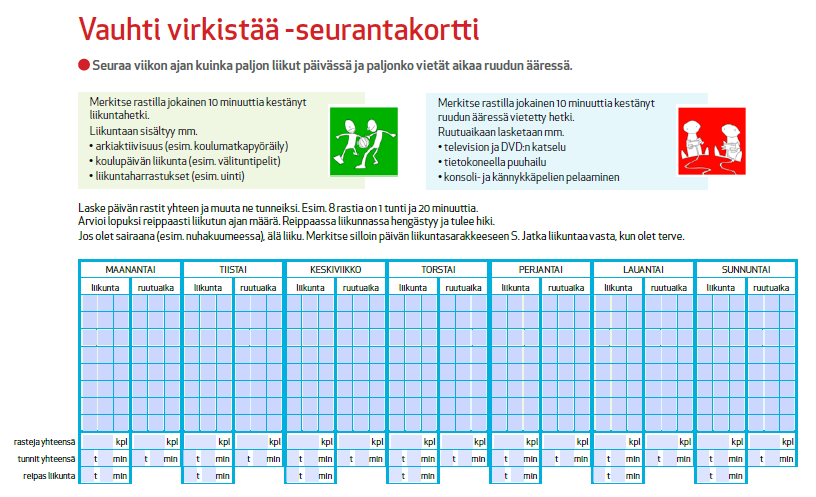 Vauhti virkistää -seurantakortti
Seuraa viikon ajan kuinka paljon liikut päivässä ja paljonko vietät aikaa ruudun ääressä.
Merkitse rastilla jokainen 10 minuuttia kestänyt
liikuntahetki.
Liikuntaan sisältyy mm.
• arkiaktiivisuus (esim. koulumatkapyöräily)
• koulupäivän liikunta (esim. välituntipelit)
• liikuntaharrastukset (esim. uinti)
Merkitse rastilla jokainen 10 minuuttia kestänyt
ruudun ääressä vietetty hetki.
Ruutuaikaan lasketaan mm.
• television ja DVD:n katselu
• tietokoneella puuhailu
• konsoli- ja kännykkäpelien pelaaminen
Laske päivän rastit yhteen ja muuta ne tunneiksi. Esim. 8 rastia on 1 tunti ja 20 minuuttia.
Arvioi lopuksi reippaasti liikutun ajan määrä. Reippaassa liikunnassa hengästyy ja tulee hiki.
Jos olet sairaana (esim. nuhakuumeessa), älä liiku. Merkitse silloin päivän liikuntasarakkeeseen S. Jatka liikuntaa vasta, kun olet terve.
MAANANTAI TIISTAI KESKIVIIKKO TORSTAI PERJANTAI LAUANTAI SUNNUNTAI
liikunta ruutuaika liikunta ruutuaika liikunta ruutuaika liikunta ruutuaika liikunta ruutuaika liikunta ruutuaika liikunta ruutuaika
rasteja yhteensä kpl kpl kpl kpl kpl kpl kpl kpl kpl kpl kpl kpl kpl kpl
tunnit yhteensä t min t min t min t min t min t min t min t min t min t min t min t min t min t min
reipas liikunta t min t min t min t min t min t min t min